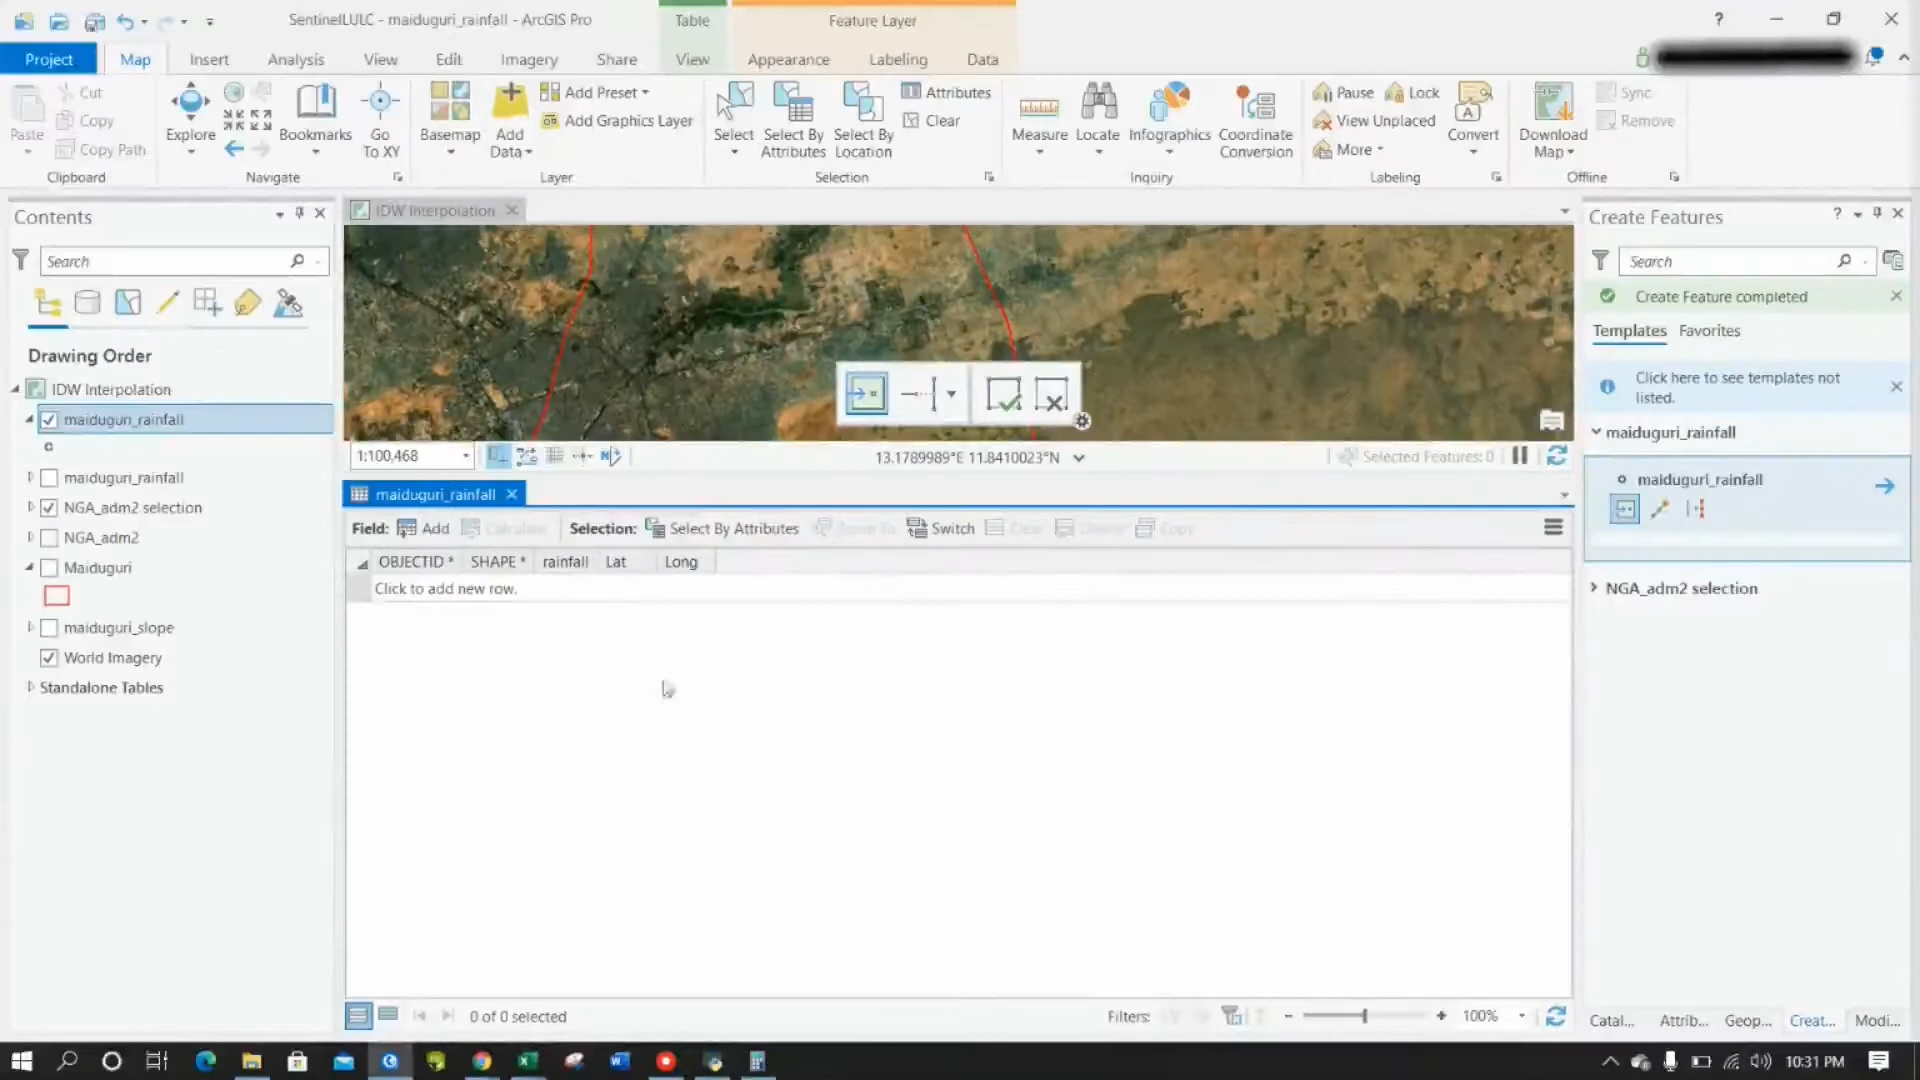 SentinelLULC - maiduguri_rainfall - ArcGIS Pro
Table
Feature Layer
?
Project
Map
Insert
Analysis
View
Edit
Imagery
Share
View
Appearance
Labeling
Data
Paste
Cut
Copy
Copy Path
Clipboard
Explore
Bookmarks
Go To XY
Navigate
Basemap
Add Data
Add Preset
Add Graphics Layer
Layer
Select
Select By Attributes
Select By Location
Attributes
Clear
Selection
Measure
Locate
Infographics
Coordinate Conversion
Inquiry
Pause
Lock
View Unplaced
More
Convert
Labeling
Download Map
Sync
Remove
Offline
Contents
Search
Drawing Order
IDW Interpolation
maiduguri_rainfall
maiduguri_rainfall
NGA_adm2 selection
NGA_adm2
Maiduguri
maiduguri_slope
World Imagery
Standalone Tables
IDW Interpolation
1:100,468
13.1789989°E 11.8410023°N
Selected Features: 0
maiduguri_rainfall
Field:
Add
Calculate
Selection:
Select By Attributes
Zoom To
Switch
Clear
Delete
Copy
OBJECTID *
SHAPE *
rainfall
Lat
Long
Click to add new row.
0 of 0 selected
Filters:
100%
Create Features
?
Search
Create Feature completed
Templates
Favorites
Click here to see templates not
listed.
maiduguri_rainfall
maiduguri_rainfall
NGA_adm2 selection
Catal...
Attrib...
Geop...
Creat...
Modi...
10:31 PM